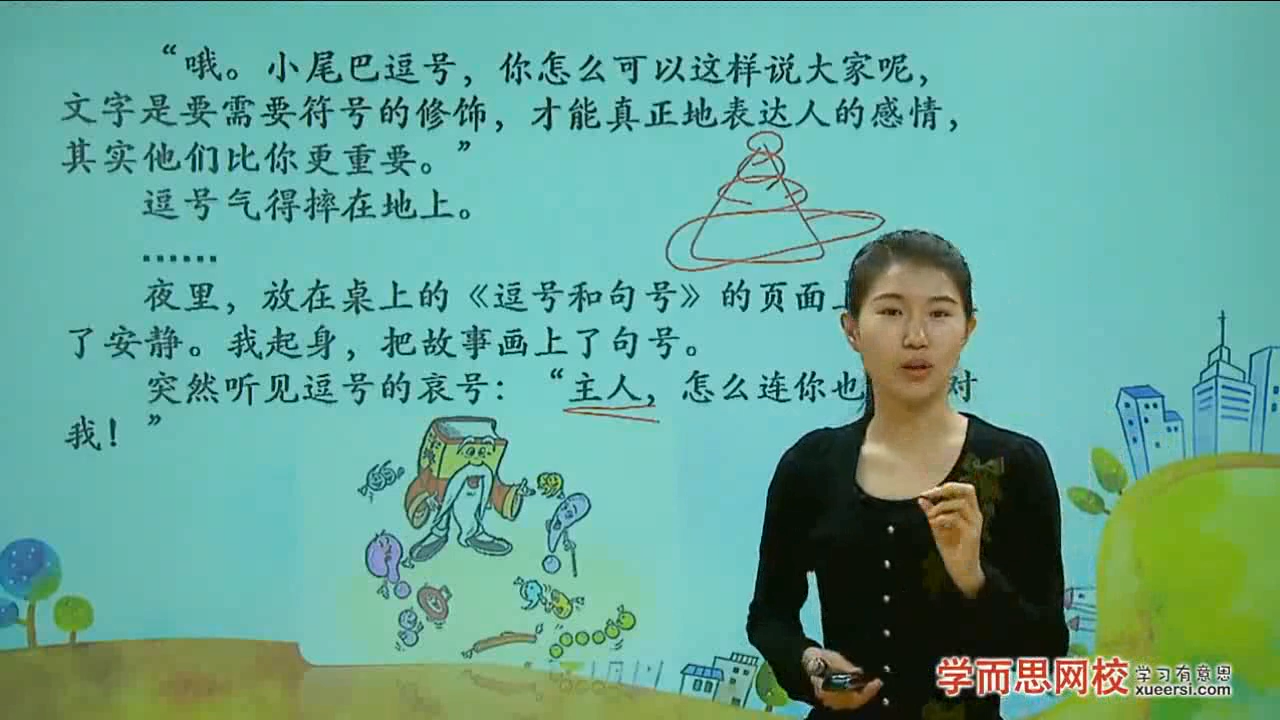 “哦。小尾巴逗号，你怎么可以这样说大家呢，
文字是要需要符号的修饰，才能真正地表达人的感情，
其实他们比你更重要。”
逗号气得摔在地上。
……
夜里，放在桌上的《逗号和句号》的页面
了安静。我起身，把故事画上了句号。
突然听见逗号的哀号：“主人，怎么连你也 对
我！”
学而思网校 学习有意思
xueersi.com